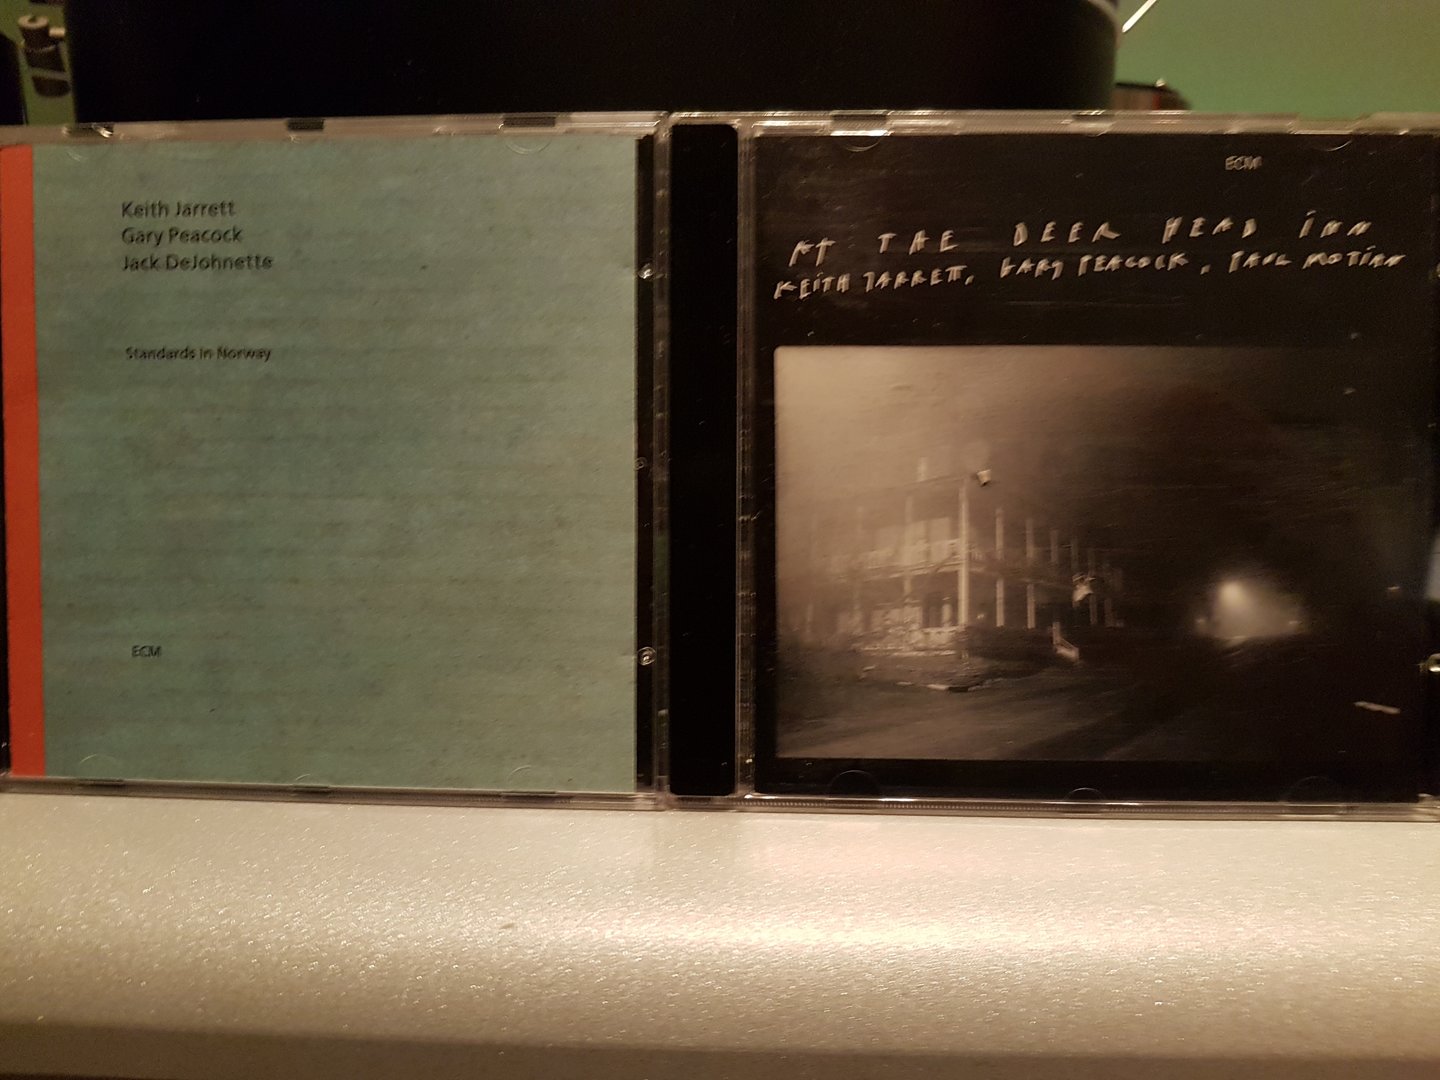 Keith Jarrett
Gary Peacock
Jack DeJohnette
Standards in Norway
ECM
ECM
AT THE DEER HEAD INN
KEITH JARRETT, GARY PEACOCK, PAUL MOTIAN